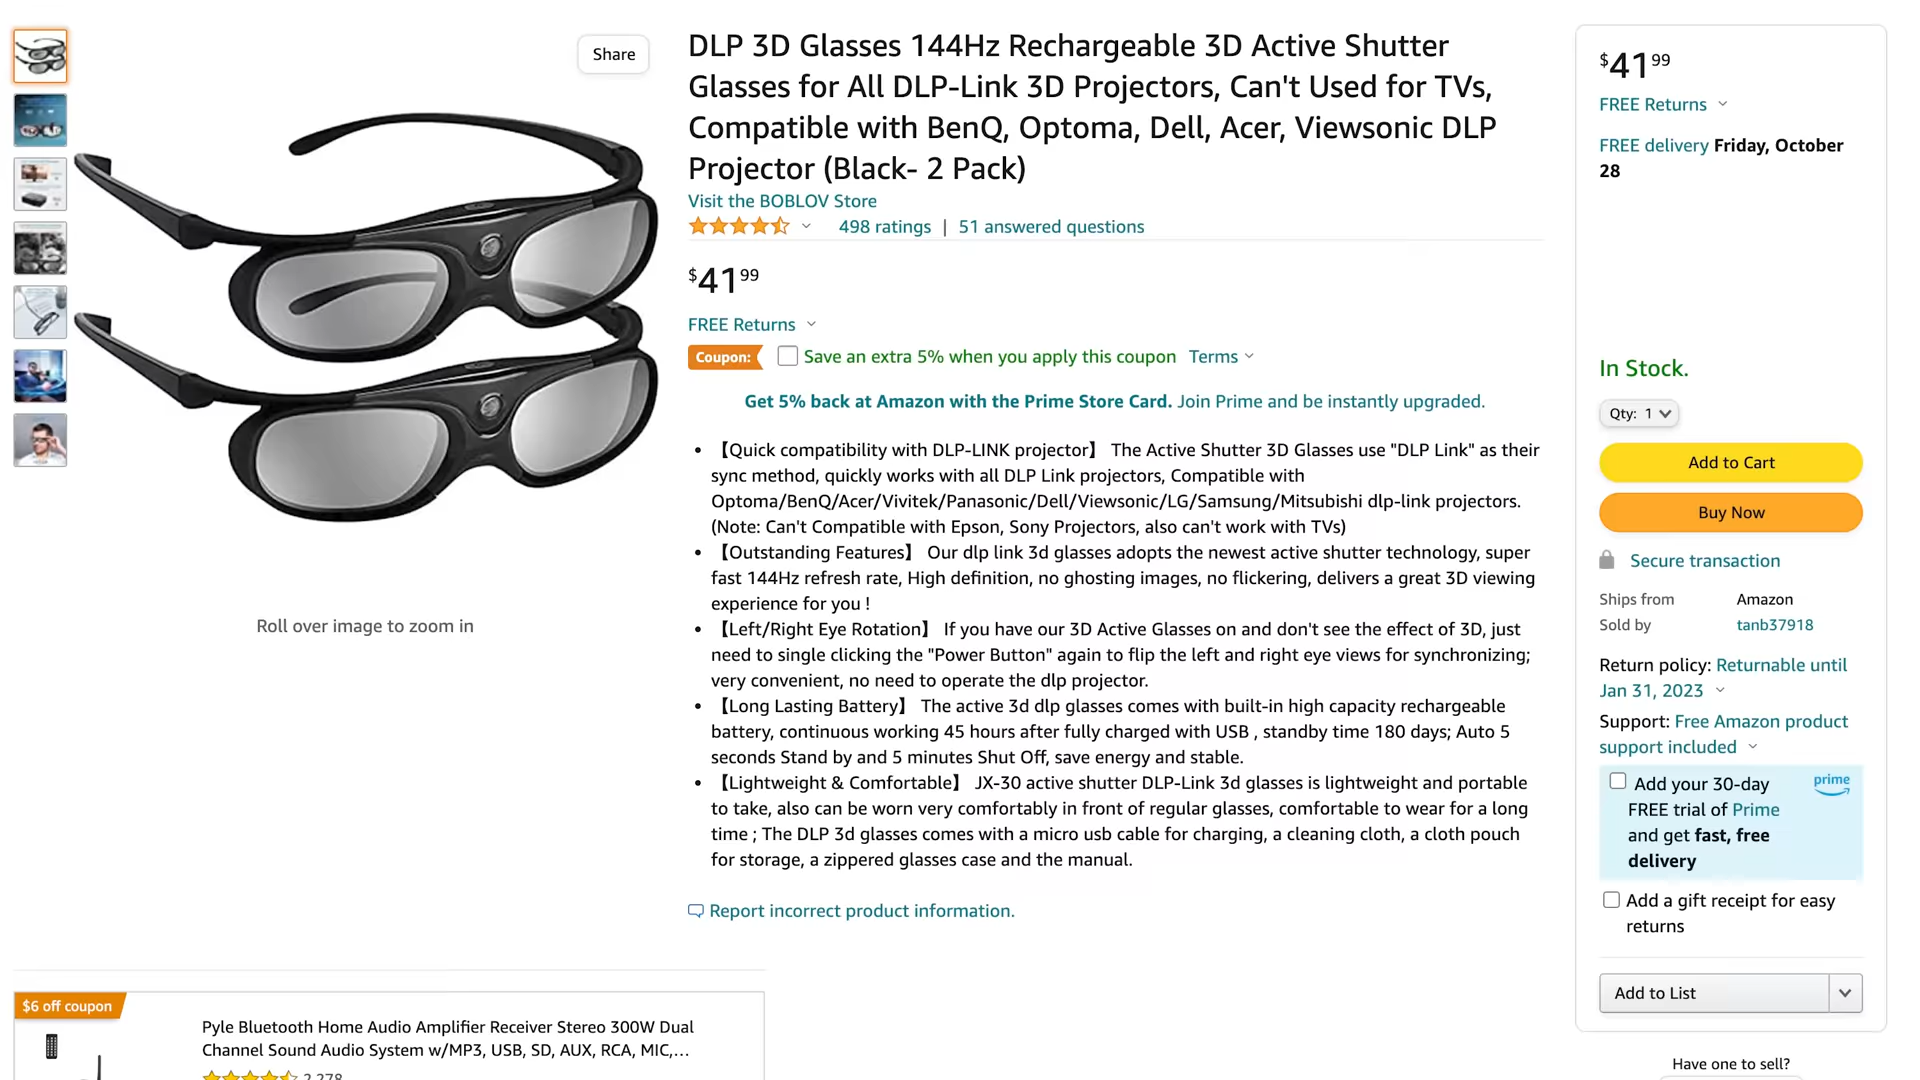 Share
DLP 3D Glasses 144Hz Rechargeable 3D Active Shutter
Glasses for All DLP-Link 3D Projectors, Can't Used for TVs,
Compatible with BenQ, Optoma, Dell, Acer, Viewsonic DLP
Projector (Black- 2 Pack)
Visit the BOBLOV Store
498 ratings | 51 answered questions
$41 99
FREE Returns
Coupon: Save an extra 5% when you apply this coupon Terms
Get 5% back at Amazon with the Prime Store Card. Join Prime and be instantly upgraded.
• 【Quick compatibility with DLP-LINK projector】 The Active Shutter 3D Glasses use "DLP Link" as their
sync method, quickly works with all DLP Link projectors, Compatible with
Optoma/BenQ/Acer/Vivitek/Panasonic/Dell/Viewsonic/LG/Samsung/Mitsubishi dlp-link projectors.
(Note: Can't Compatible with Epson, Sony Projectors, also can't work with TVs)
• 【Outstanding Features】 Our dlp link 3d glasses adopts the newest active shutter technology, super
fast 144Hz refresh rate, High definition, no ghosting images, no flickering, delivers a great 3D viewing
experience for you !
• 【Left/Right Eye Rotation】 If you have our 3D Active Glasses on and don't see the effect of 3D, just
need to single clicking the "Power Button" again to flip the left and right eye views for synchronizing;
very convenient, no need to operate the dlp projector.
• 【Long Lasting Battery】 The active 3d dlp glasses comes with built-in high capacity rechargeable
battery, continuous working 45 hours after fully charged with USB , standby time 180 days; Auto 5
seconds Stand by and 5 minutes Shut Off, save energy and stable.
• 【Lightweight & Comfortable】 JX-30 active shutter DLP-Link 3d glasses is lightweight and portable
to take, also can be worn very comfortably in front of regular glasses, comfortable to wear for a long
time ; The DLP 3d glasses comes with a micro usb cable for charging, a cleaning cloth, a cloth pouch
for storage, a zippered glasses case and the manual.
Report incorrect product information.
Roll over image to zoom in
$6 off coupon
Pyle Bluetooth Home Audio Amplifier Receiver Stereo 300W Dual
Channel Sound Audio System w/MP3, USB, SD, AUX, RCA, MIC,...
2,278
$41 99
FREE Returns
FREE delivery Friday, October
28
In Stock.
Qty: 1
Add to Cart
Buy Now
Secure transaction
Ships from Amazon
Sold by tanb37918
Return policy: Returnable until
Jan 31, 2023
Support: Free Amazon product
support included
Add your 30-day prime
FREE trial of Prime
and get fast, free
delivery
Add a gift receipt for easy
returns
Add to List
Have one to sell?